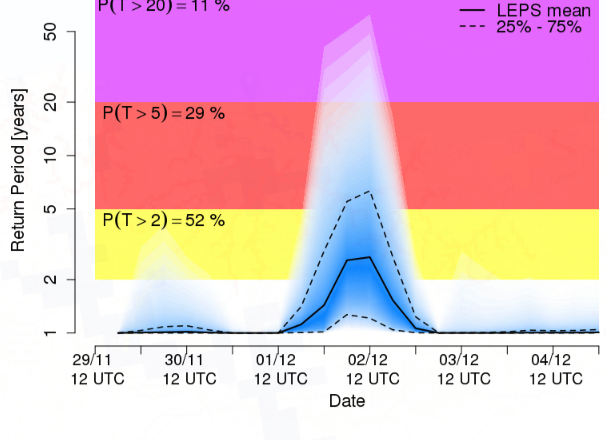 P(T > 20) = 11 %
LEPS mean
25% - 75%
P(T > 5) = 29 %
P(T > 2) = 52 %
Return Period [years]
50
20
10
5
2
1
29/11 30/11 01/12 02/12 03/12 04/12
12 UTC 12 UTC 12 UTC 12 UTC 12 UTC 12 UTC
Date